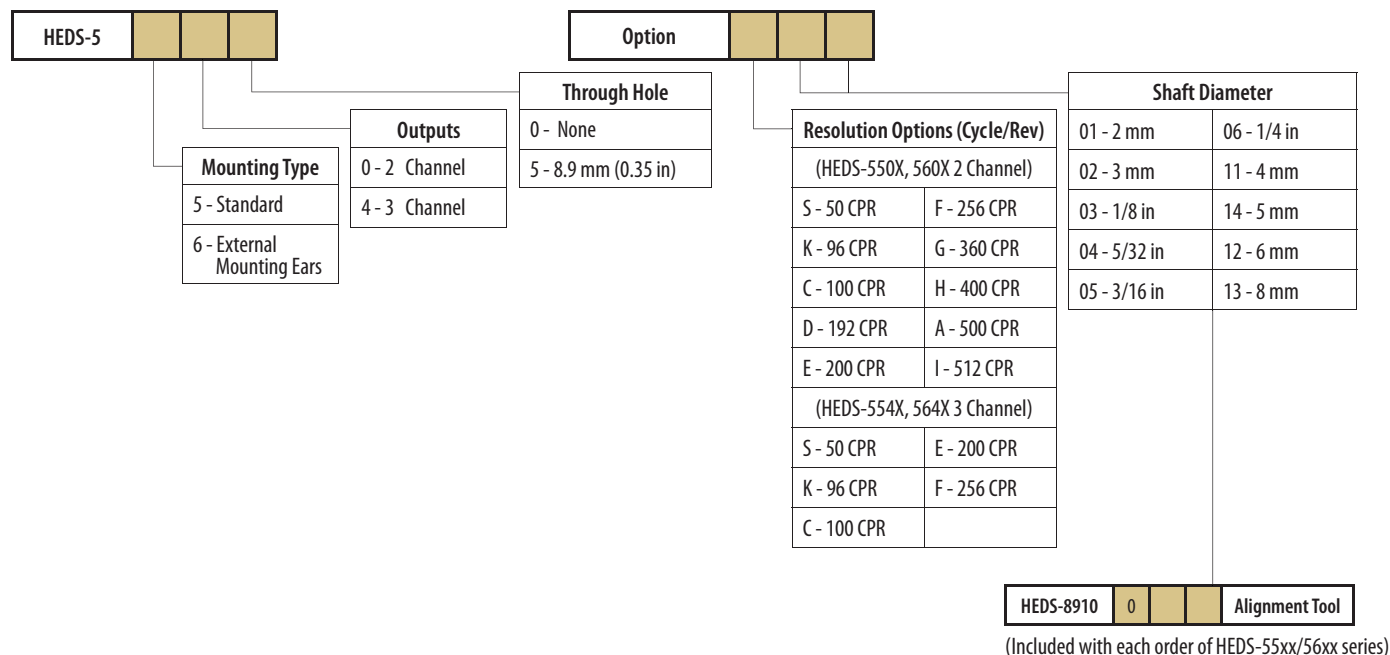 HEDS-5
Option
Through Hole
0 - None
5 - 8.9 mm (0.35 in)
Outputs
0 - 2 Channel
4 - 3 Channel
Mounting Type
5 - Standard
6 - External
Mounting Ears
Resolution Options (Cycle/Rev)
(HEDS-550X, 560X 2 Channel)
S - 50 CPR F - 256 CPR
K - 96 CPR G - 360 CPR
C - 100 CPR H - 400 CPR
D - 192 CPR A - 500 CPR
E - 200 CPR I - 512 CPR
(HEDS-554X, 564X 3 Channel)
S - 50 CPR E - 200 CPR
K - 96 CPR F - 256 CPR
C - 100 CPR
Shaft Diameter
01 - 2 mm 06 - 1/4 in
02 - 3 mm 11 - 4 mm
03 - 1/8 in 14 - 5 mm
04 - 5/32 in 12 - 6 mm
05 - 3/16 in 13 - 8 mm
HEDS-8910 0 Alignment Tool
(Included with each order of HEDS-55xx/56xx series)